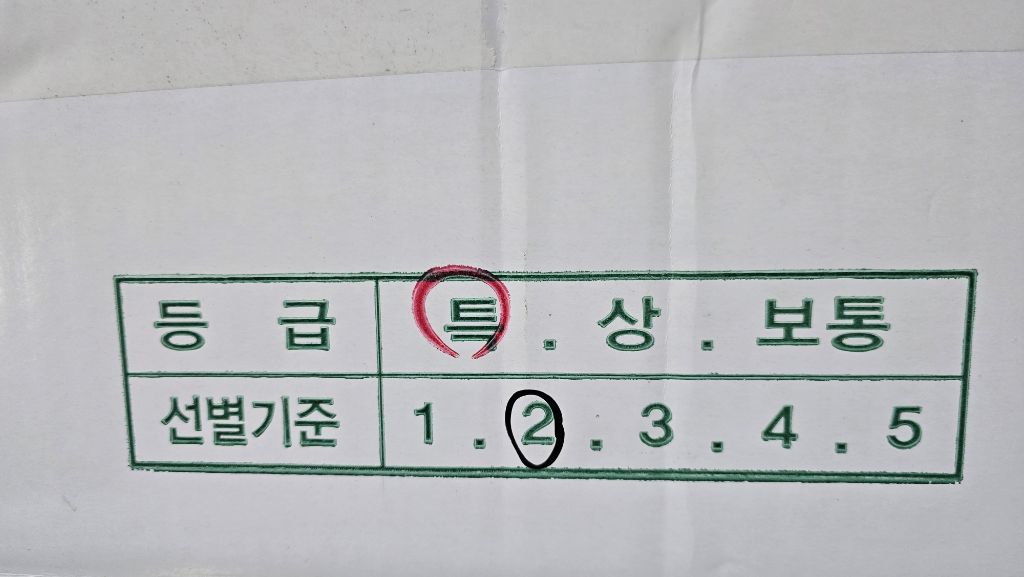 등 급 특 . 상 . 보통
선별기준 1 . 2 . 3 . 4 . 5